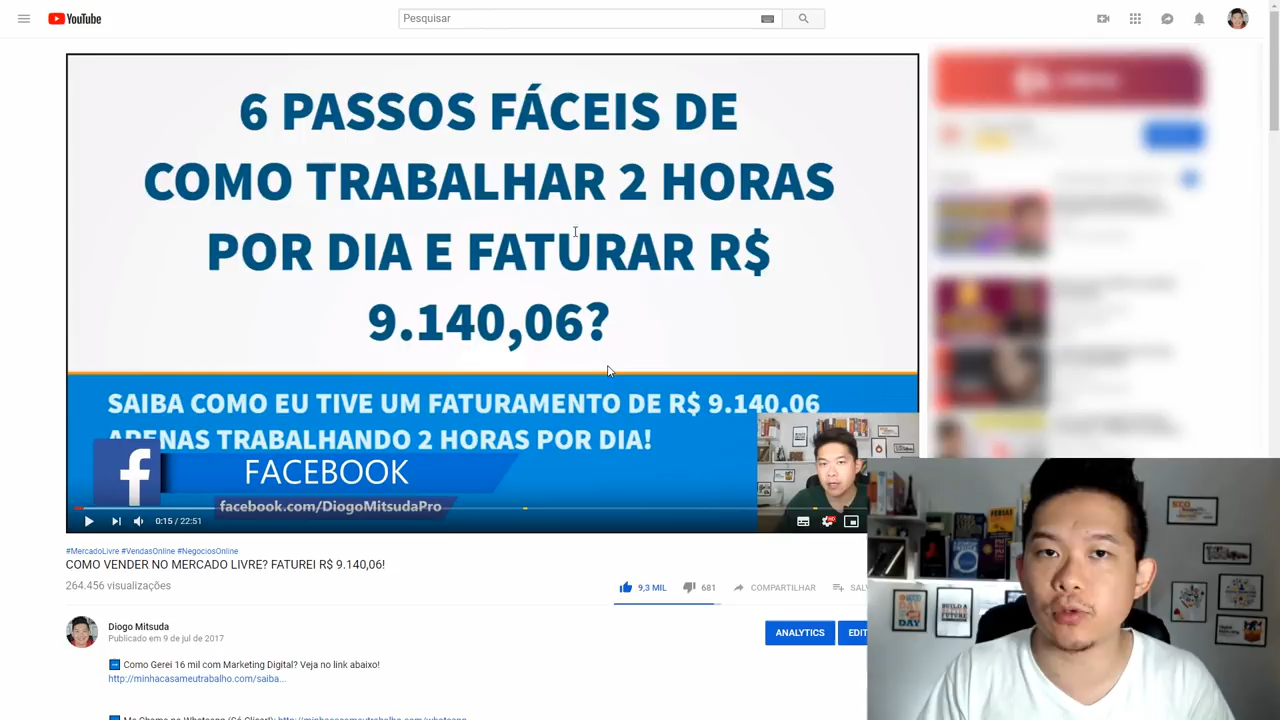 YouTube
Pesquisar
6 PASSOS FÁCEIS DE
COMO TRABALHAR 2 HORAS
POR DIA E FATURAR R$
9.140,06?
SAIBA COMO EU TIVE UM FATURAMENTO DE R$ 9.140,06
APENAS TRABALHANDO 2 HORAS POR DIA!
FACEBOOK
facebook.com/DiogoMitsudaPro
0:15 / 22:51
#MercadoLivre #VendasOnline #NegociosOnline
COMO VENDER NO MERCADO LIVRE? FATUREI R$ 9.140,06!
264.456 visualizações
9,3 MIL
681
COMPARTILHAR
Diogo Mitsuda
Publicado em 9 de jul de 2017
ANALYTICS
Como Gerei 16 mil com Marketing Digital? Veja no link abaixo!
http://minhacasameutrabalho.com/saiba...